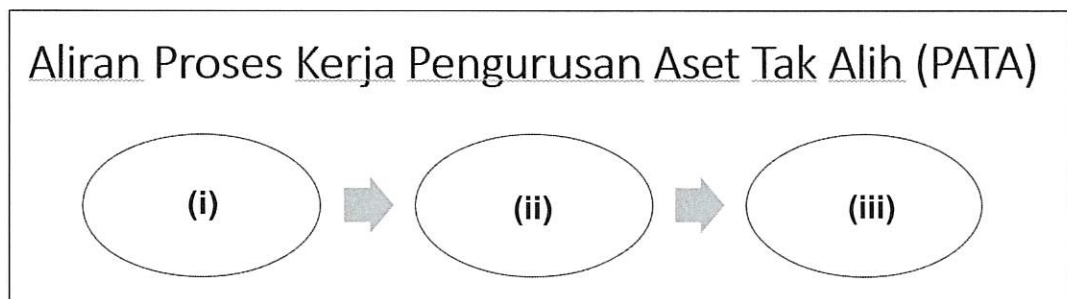 Aliran Proses Kerja Pengurusan Aset Tak Alih (PATA)
(i)
(ii)
(iii)